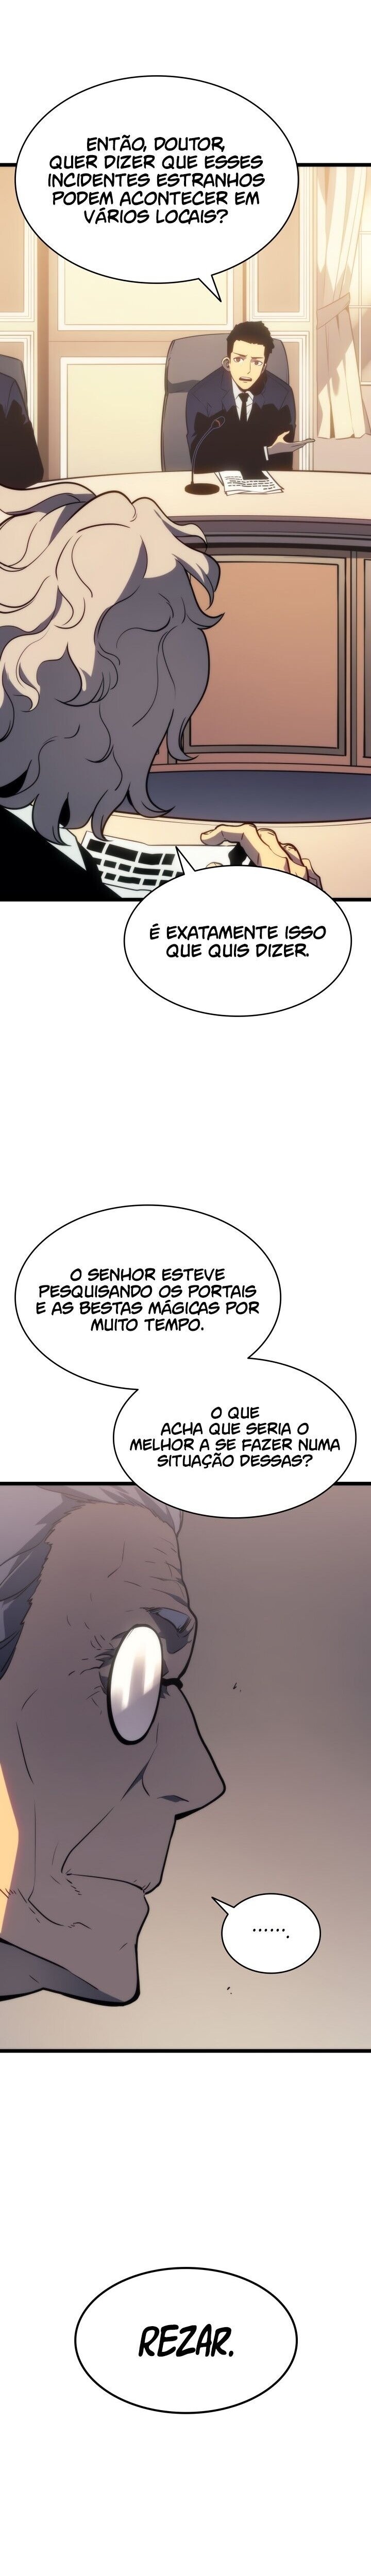 ENTÃO, DOUTOR,
QUER DIZER QUE ESSES
INCIDENTES ESTRANHOS
PODEM ACONTECER EM
VÁRIOS LOCAIS?
É EXATAMENTE ISSO
QUE QUIS DIZER.
O SENHOR ESTEVE
PESQUISANDO OS PORTAIS
E AS BESTAS MÁGICAS POR
MUITO TEMPO.
O QUE
ACHA QUE SERIA O
MELHOR A SE FAZER NUMA
SITUAÇÃO DESSAS?
.......
REZAR.